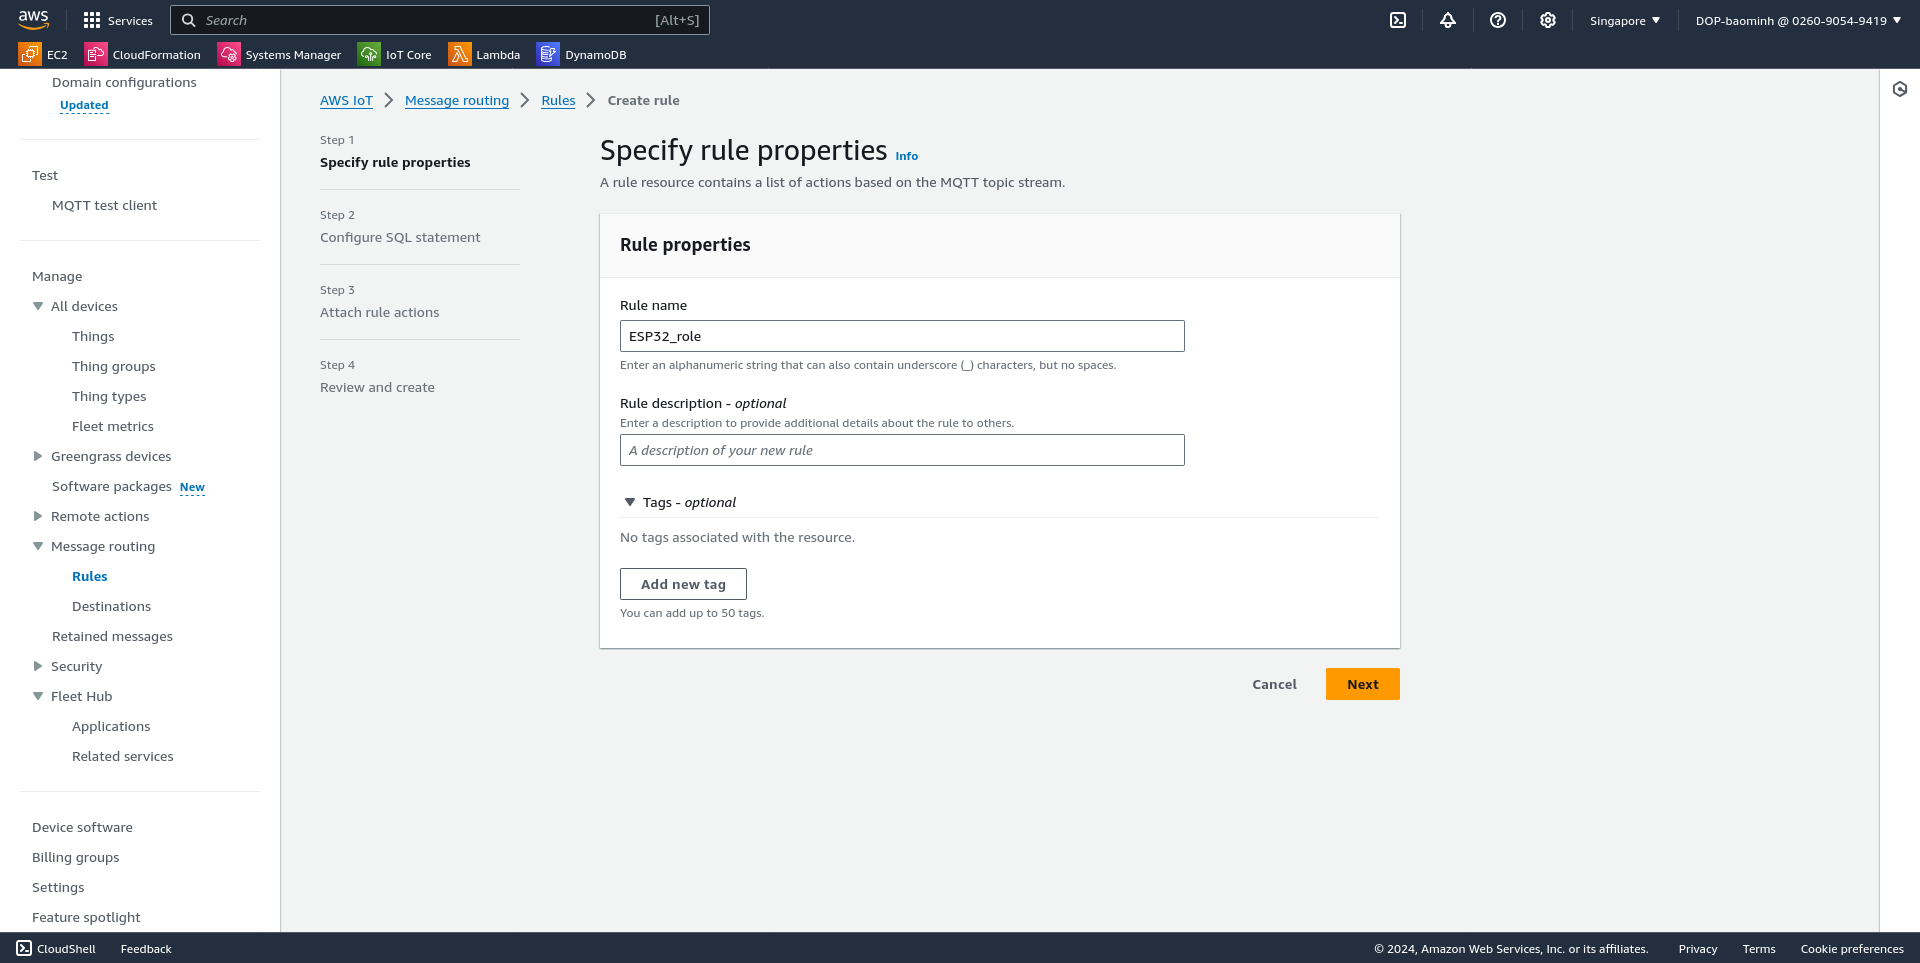 aws
Services
Search
[Alt+S]
Singapore
DOP-baominh @ 0260-9054-9419
EC2
CloudFormation
Systems Manager
IoT Core
Lambda
DynamoDB
Domain configurations
Updated
Test
MQTT test client
Manage
All devices
Things
Thing groups
Thing types
Fleet metrics
Greengrass devices
Software packages New
Remote actions
Message routing
Rules
Destinations
Retained messages
Security
Fleet Hub
Applications
Related services
Device software
Billing groups
Settings
Feature spotlight
AWS IoT
Message routing
Rules
Create rule
Step 1
Specify rule properties
Step 2
Configure SQL statement
Step 3
Attach rule actions
Step 4
Review and create
Specify rule properties Info
A rule resource contains a list of actions based on the MQTT topic stream.
Rule properties
Rule name
ESP32_role
Enter an alphanumeric string that can also contain underscore (_) characters, but no spaces.
Rule description - optional
Enter a description to provide additional details about the rule to others.
A description of your new rule
Tags - optional
No tags associated with the resource.
Add new tag
You can add up to 50 tags.
Cancel
Next
CloudShell
Feedback
© 2024, Amazon Web Services, Inc. or its affiliates.
Privacy
Terms
Cookie preferences